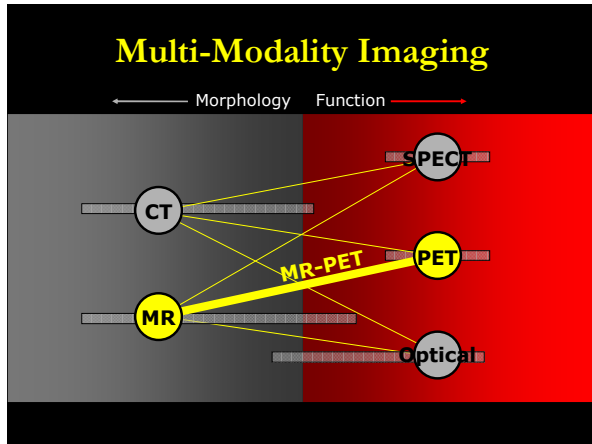 Multi-Modality Imaging
Morphology Function
SPECT
CT
PET
MR-PET
MR
Optical